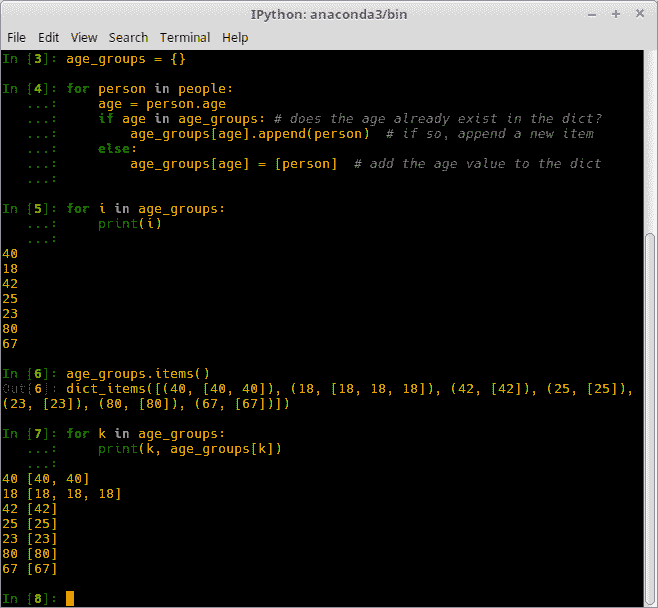 IPython: anaconda3/bin
File Edit View Search Terminal Help
In [3]: age_groups = {}
In [4]: for person in people:
   ...:     age = person.age
   ...:     if age in age_groups: # does the age already exist in the dict?
   ...:         age_groups[age].append(person)  # if so, append a new item
   ...:     else:
   ...:         age_groups[age] = [person]  # add the age value to the dict
   ...:
In [5]: for i in age_groups:
   ...:     print(i)
   ...:
40
18
42
25
23
80
67
In [6]: age_groups.items()
Out[6]: dict_items([(40, [40, 40]), (18, [18, 18, 18]), (42, [42]), (25, [25]),
(23, [23]), (80, [80]), (67, [67])])
In [7]: for k in age_groups:
   ...:     print(k, age_groups[k])
   ...:
40 [40, 40]
18 [18, 18, 18]
42 [42]
25 [25]
23 [23]
80 [80]
67 [67]
In [8]: